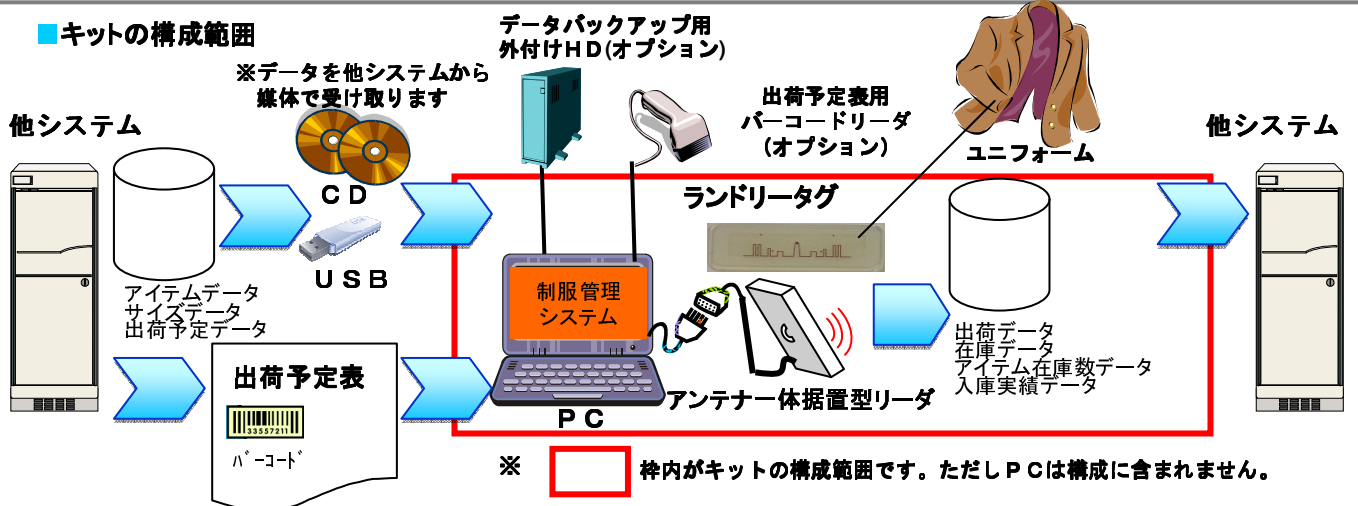 ■キットの構成範囲
データバックアップ用
外付けHD(オプション)
※データを他システムから
媒体で受け取ります
出荷予定表用
バーコードリーダ
(オプション)
ユニフォーム
他システム
他システム
CD
USB
ランドリータグ
制服管理
システム
アイテムデータ
サイズデータ
出荷予定データ
出荷データ
在庫データ
アイテム在庫数データ
入庫実績データ
出荷予定表
33557211
バーコード
アンテナ一体据置型リーダ
PC
※ 枠内がキットの構成範囲です。ただしPCは構成に含まれません。